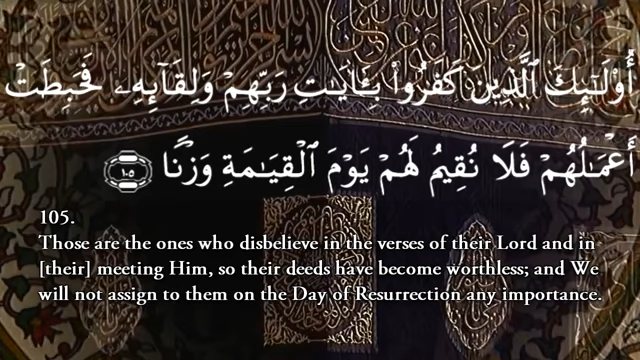 أُو۟لَـٰٓئِكَ ٱلَّذِينَ كَفَرُوا۟ بِـَٔايَـٰتِ رَبِّهِمْ وَلِقَآئِهِۦ فَحَبِطَتْ
أَعْمَـٰلُهُمْ فَلَا نُقِيمُ لَهُمْ يَوْمَ ٱلْقِيَـٰمَةِ وَزْنًا ١٠٥
105.
Those are the ones who disbelieve in the verses of their Lord and in
[their] meeting Him, so their deeds have become worthless; and We
will not assign to them on the Day of Resurrection any importance.